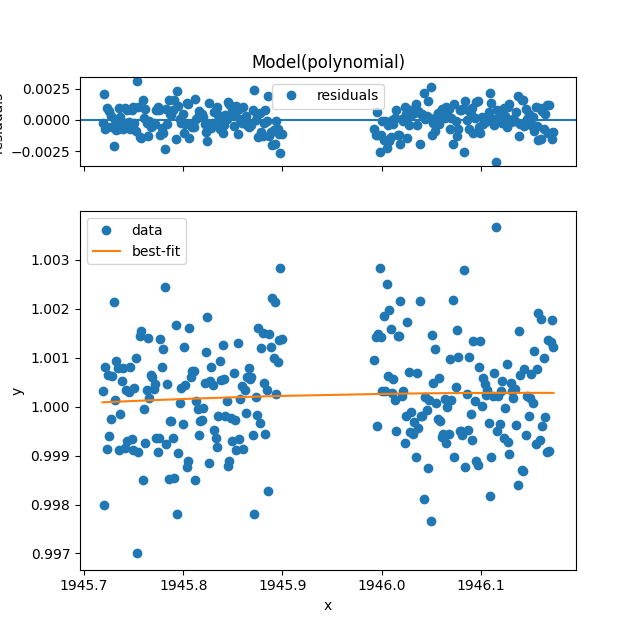 Model(polynomial)
0.0025
0.0000
−0.0025
residuals
data
best-fit
1.003
1.002
1.001
1.000
0.999
0.998
0.997
y
1945.7 1945.8 1945.9 1946.0 1946.1
x